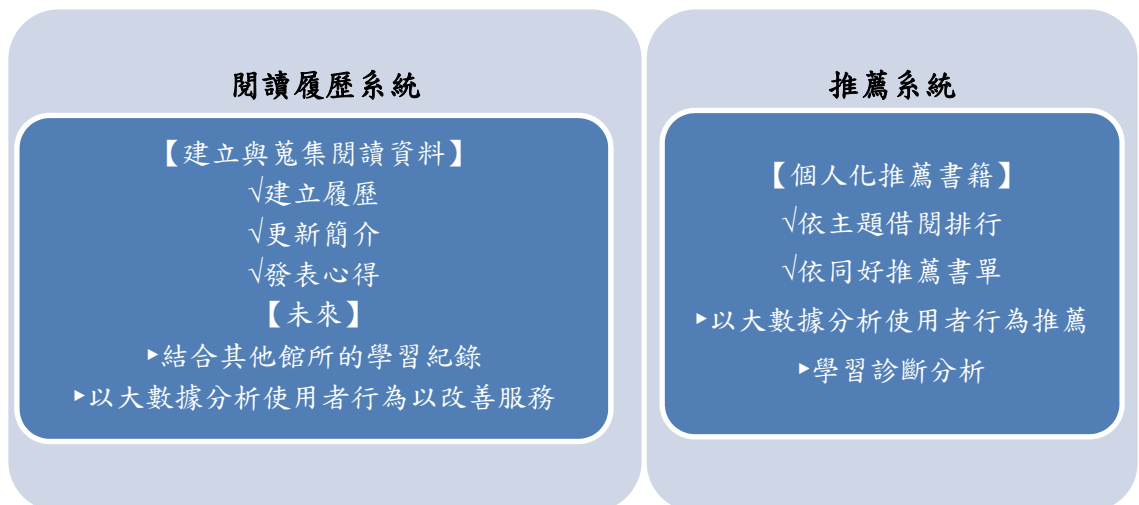 閱讀履歷系統
【建立與蒐集閱讀資料】
√建立履歷
√更新簡介
√發表心得
【未來】
▸結合其他館所的學習紀錄
▸以大數據分析使用者行為以改善服務
推薦系統
【個人化推薦書籍】
√依主題借閱排行
√依同好推薦書單
▸以大數據分析使用者行為推薦
▸學習診斷分析